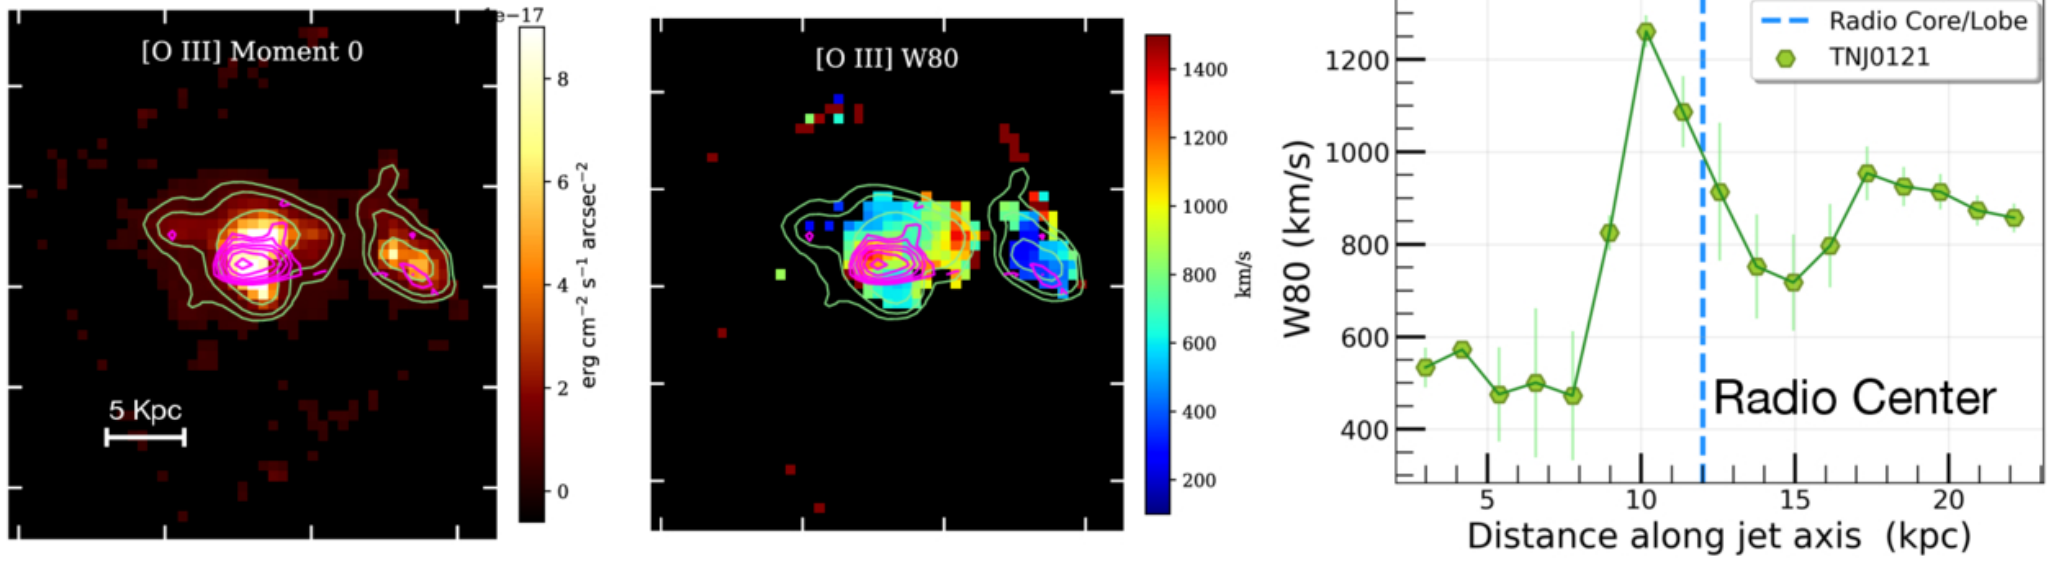 [O III] Moment 0
5 Kpc
1e−17
8
6
4
2
0
erg cm−2 s−1 arcsec−2
[O III] W80
1400
1200
1000
800
600
400
200
km/s
W80 (km/s)
1200
1000
800
600
400
Radio Core/Lobe
TNJ0121
Radio Center
5 10 15 20
Distance along jet axis (kpc)